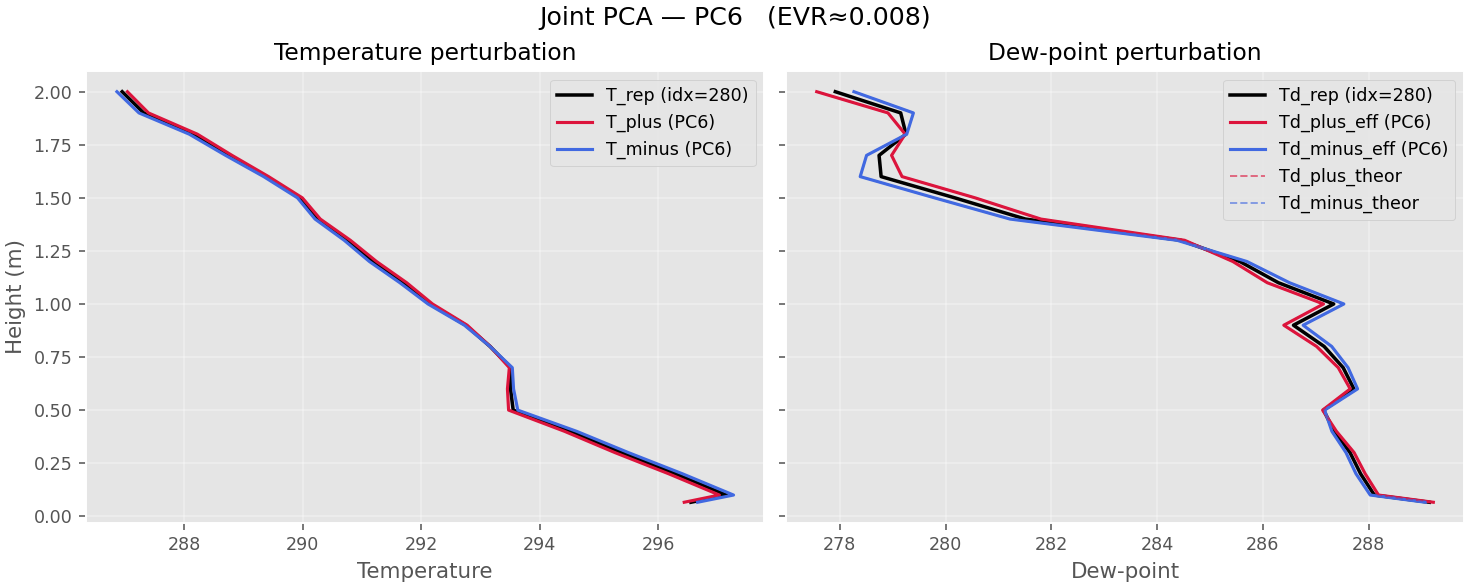 Joint PCA — PC6   (EVR≈0.008)
Temperature perturbation
Dew-point perturbation
T_rep (idx=280)
T_plus (PC6)
T_minus (PC6)
Td_rep (idx=280)
Td_plus_eff (PC6)
Td_minus_eff (PC6)
Td_plus_theor
Td_minus_theor
Height (m)
2.00
1.75
1.50
1.25
1.00
0.75
0.50
0.25
0.00
288 290 292 294 296
278 280 282 284 286 288
Temperature
Dew-point